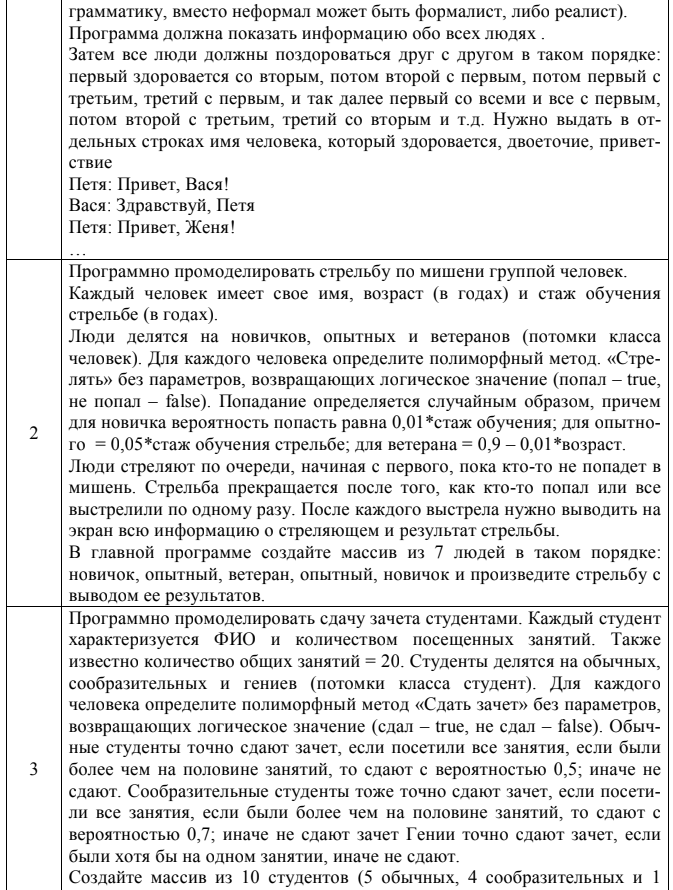 грамматику, вместо неформал может быть формалист, либо реалист).
Программа должна показать информацию обо всех людях .
Затем все люди должны поздороваться друг с другом в таком порядке:
первый здоровается со вторым, потом второй с первым, потом первый с
третьим, третий с первым, и так далее первый со всеми и все с первым,
потом второй с третьим, третий со вторым и т.д. Нужно выдать в от-
дельных строках имя человека, который здоровается, двоеточие, привет-
ствие
Петя: Привет, Вася!
Вася: Здравствуй, Петя
Петя: Привет, Женя!
…
2
Программно промоделировать стрельбу по мишени группой человек.
Каждый человек имеет свое имя, возраст (в годах) и стаж обучения
стрельбе (в годах).
Люди делятся на новичков, опытных и ветеранов (потомки класса
человек). Для каждого человека определите полиморфный метод. «Стре-
лять» без параметров, возвращающих логическое значение (попал – true,
не попал – false). Попадание определяется случайным образом, причем
для новичка вероятность попасть равна 0,01*стаж обучения; для опытно-
го = 0,05*стаж обучения стрельбе; для ветерана = 0,9 – 0,01*возраст.
Люди стреляют по очереди, начиная с первого, пока кто-то не попадет в
мишень. Стрельба прекращается после того, как кто-то попал или все
выстрелили по одному разу. После каждого выстрела нужно выводить на
экран всю информацию о стреляющем и результат стрельбы.
В главной программе создайте массив из 7 людей в таком порядке:
новичок, опытный, ветеран, опытный, новичок и произведите стрельбу с
выводом ее результатов.
3
Программно промоделировать сдачу зачета студентами. Каждый студент
характеризуется ФИО и количеством посещенных занятий. Также
известно количество общих занятий = 20. Студенты делятся на обычных,
сообразительных и гениев (потомки класса студент). Для каждого
человека определите полиморфный метод «Сдать зачет» без параметров,
возвращающих логическое значение (сдал – true, не сдал – false). Обыч-
ные студенты точно сдают зачет, если посетили все занятия, если были
более чем на половине занятий, то сдают с вероятностью 0,5; иначе не
сдают. Сообразительные студенты тоже точно сдают зачет, если посети-
ли все занятия, если были более чем на половине занятий, то сдают с
вероятностью 0,7; иначе не сдают зачет Гении точно сдают зачет, если
были хотя бы на одном занятии, иначе не сдают.
Создайте массив из 10 студентов (5 обычных, 4 сообразительных и 1